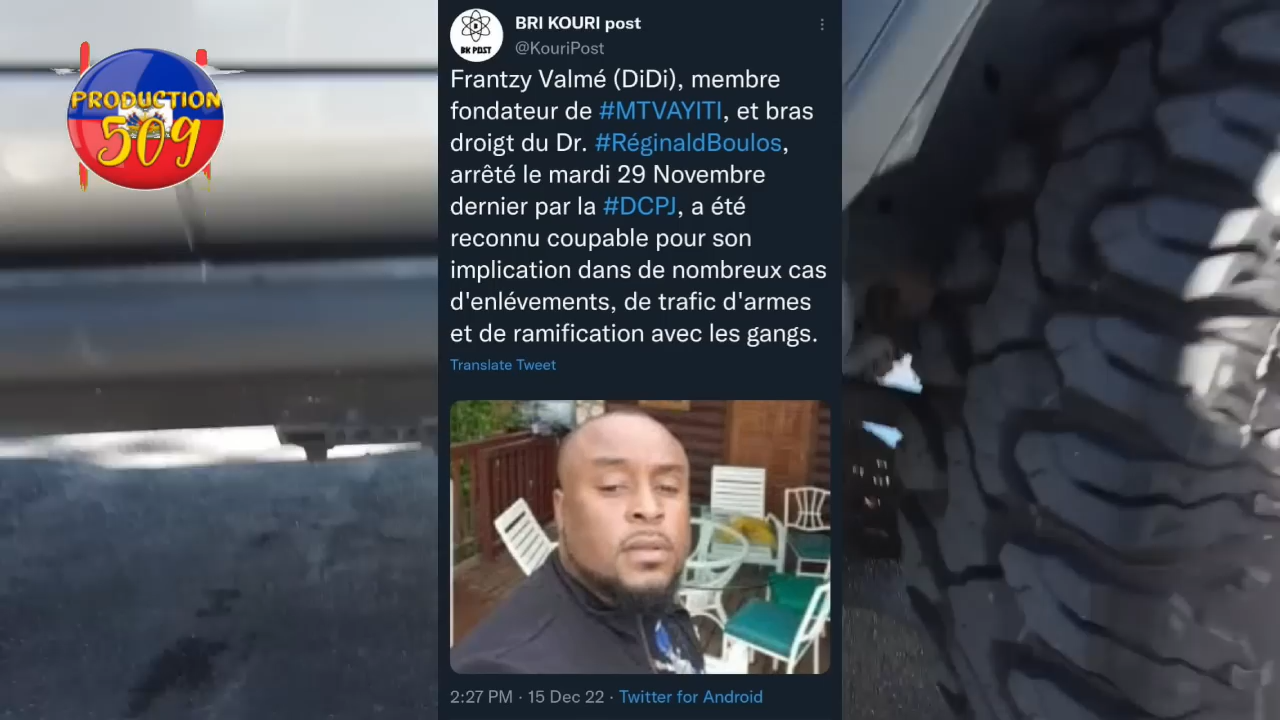 PRODUCTION
509
BRI KOURI post
@KouriPost
BK POST
Frantzy Valmé (DiDi), membre
fondateur de #MTVAYITI, et bras
droigt du Dr. #RéginaldBoulos,
arrêté le mardi 29 Novembre
dernier par la #DCPJ, a été
reconnu coupable pour son
implication dans de nombreux cas
d'enlévements, de trafic d'armes
et de ramification avec les gangs.
Translate Tweet
2:27 PM · 15 Dec 22 · Twitter for Android